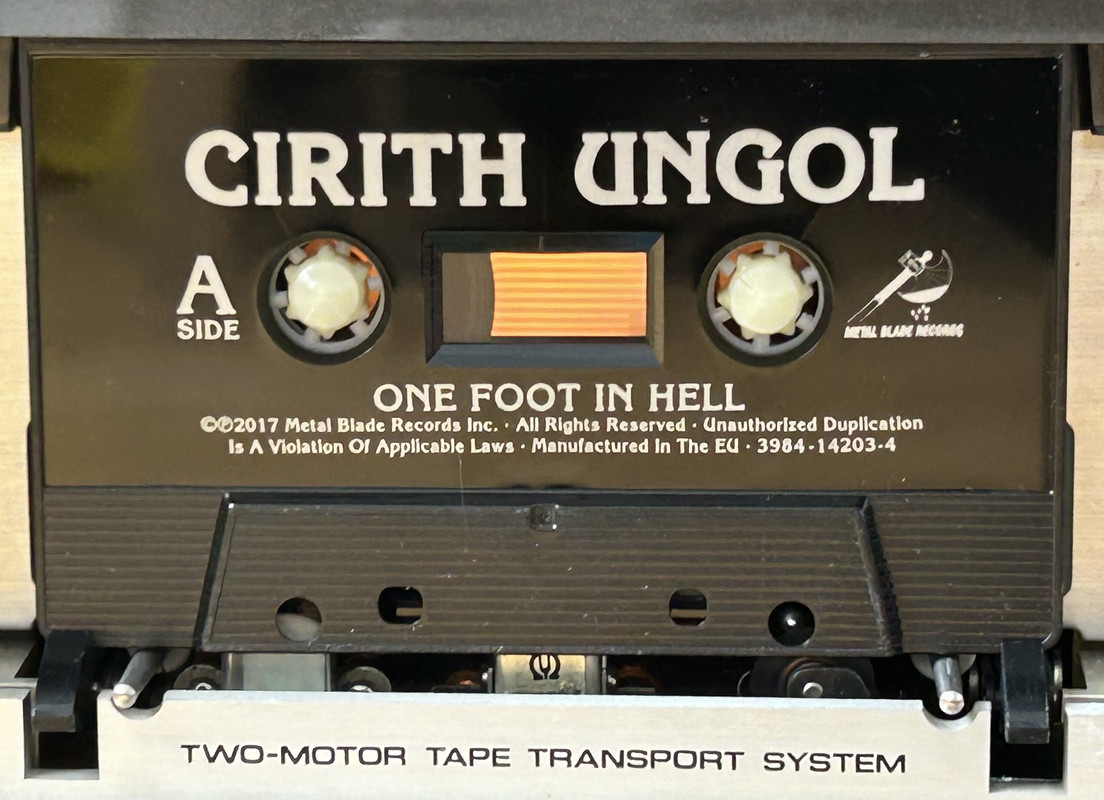 CIRITH UNGOL
A
SIDE
METAL BLADE RECORDS
ONE FOOT IN HELL
©℗2017 Metal Blade Records Inc. · All Rights Reserved · Unauthorized Duplication
Is A Violation Of Applicable Laws · Manufactured In The EU · 3984-14203-4
TWO-MOTOR TAPE TRANSPORT SYSTEM